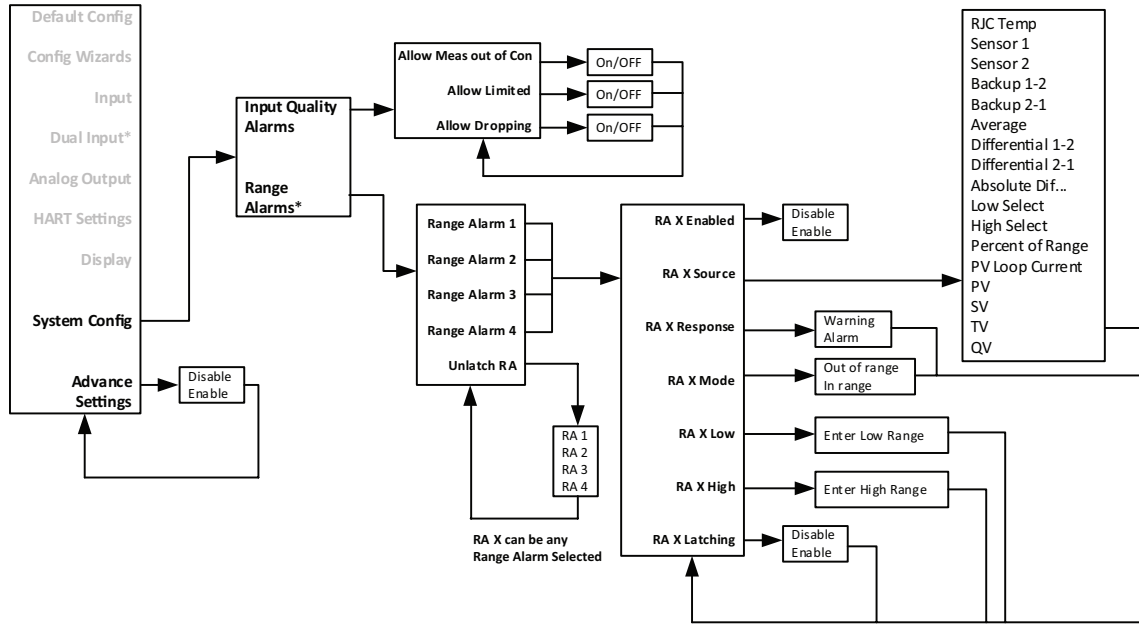 Default Config
Config Wizards
Input
Dual Input*
Analog Output
HART Settings
Display
System Config
Advance
Settings
Disable
Enable
Input Quality
Alarms
Range
Alarms*
Allow Meas out of Con
Allow Limited
Allow Dropping
On/OFF
On/OFF
On/OFF
Range Alarm 1
Range Alarm 2
Range Alarm 3
Range Alarm 4
Unlatch RA
RA 1
RA 2
RA 3
RA 4
RA X can be any
Range Alarm Selected
RA X Enabled
RA X Source
RA X Response
RA X Mode
RA X Low
RA X High
RA X Latching
Disable
Enable
Warning
Alarm
Out of range
In range
Enter Low Range
Enter High Range
Disable
Enable
RJC Temp
Sensor 1
Sensor 2
Backup 1-2
Backup 2-1
Average
Differential 1-2
Differential 2-1
Absolute Dif...
Low Select
High Select
Percent of Range
PV Loop Current
PV
SV
TV
QV